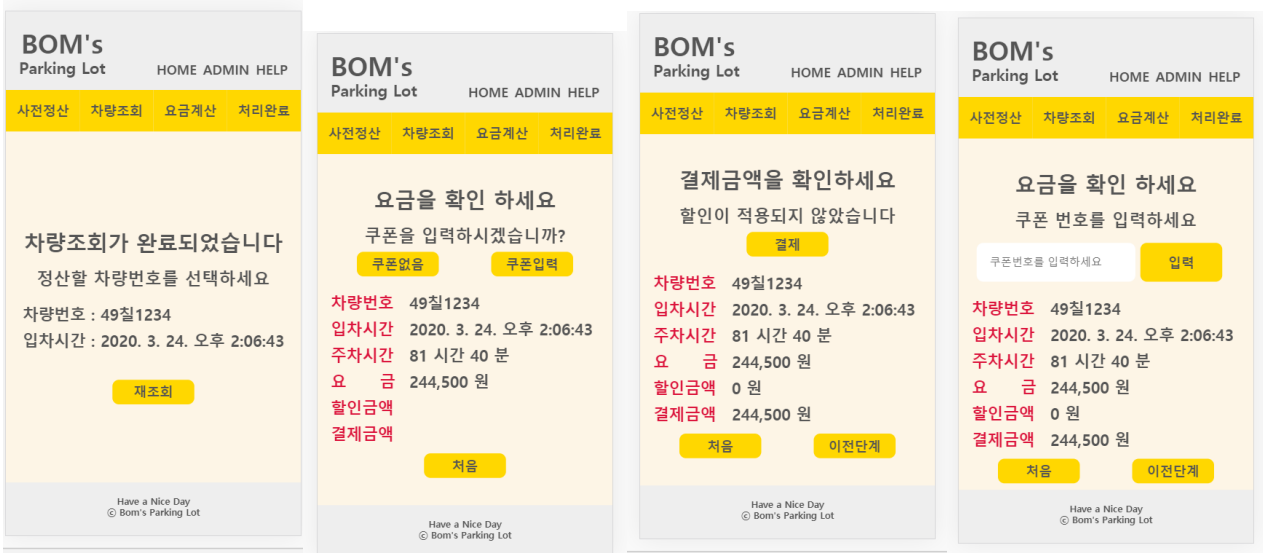 BOM's
Parking Lot
HOME ADMIN HELP
사전정산 차량조회 요금계산 처리완료
차량조회가 완료되었습니다
정산할 차량번호를 선택하세요
차량번호 : 49칠1234
입차시간 : 2020. 3. 24. 오후 2:06:43
재조회
Have a Nice Day
ⓒ Bom's Parking Lot
BOM's
Parking Lot
HOME ADMIN HELP
사전정산 차량조회 요금계산 처리완료
요금을 확인 하세요
쿠폰을 입력하시겠습니까?
쿠폰없음 쿠폰입력
차량번호 49칠1234
입차시간 2020. 3. 24. 오후 2:06:43
주차시간 81 시간 40 분
요 금 244,500 원
할인금액
결제금액
처음
Have a Nice Day
ⓒ Bom's Parking Lot
BOM's
Parking Lot
HOME ADMIN HELP
사전정산 차량조회 요금계산 처리완료
결제금액을 확인하세요
할인이 적용되지 않았습니다
결제
차량번호 49칠1234
입차시간 2020. 3. 24. 오후 2:06:43
주차시간 81 시간 40 분
요 금 244,500 원
할인금액 0 원
결제금액 244,500 원
처음 이전단계
Have a Nice Day
ⓒ Bom's Parking Lot
BOM's
Parking Lot
HOME ADMIN HELP
사전정산 차량조회 요금계산 처리완료
요금을 확인 하세요
쿠폰 번호를 입력하세요
쿠폰번호를 입력하세요 입력
차량번호 49칠1234
입차시간 2020. 3. 24. 오후 2:06:43
주차시간 81 시간 40 분
요 금 244,500 원
할인금액 0 원
결제금액 244,500 원
처음 이전단계
Have a Nice Day
ⓒ Bom's Parking Lot